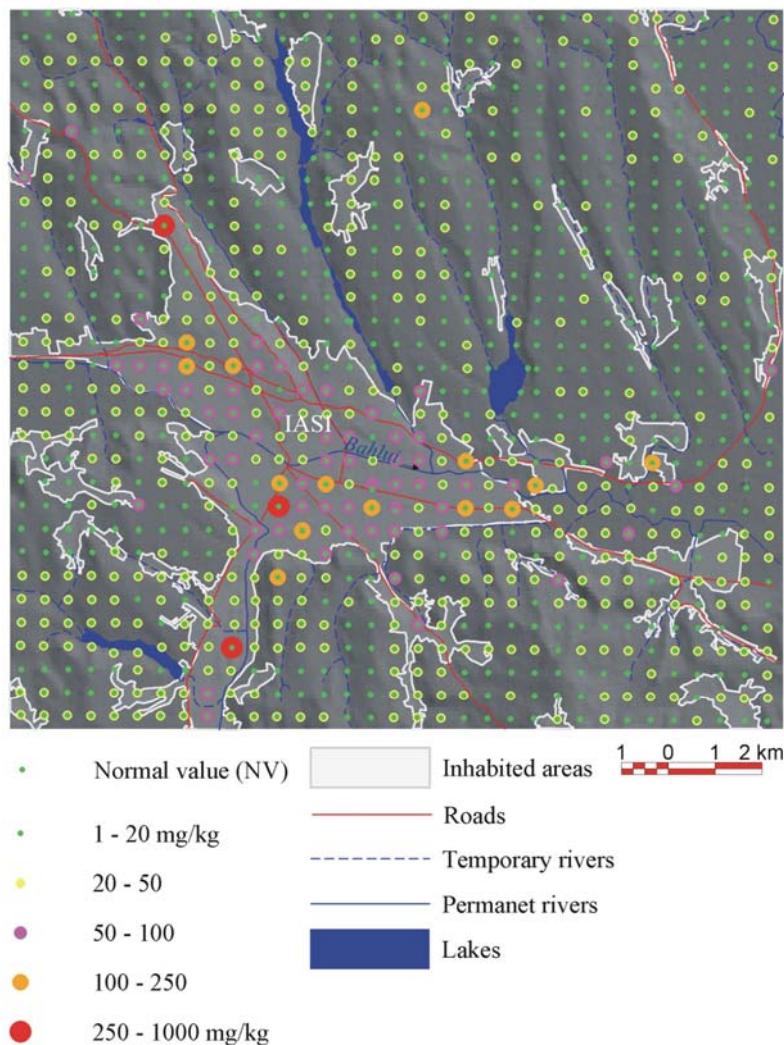 IASI
Bahlui
Normal value (NV)
1 - 20 mg/kg
20 - 50
50 - 100
100 - 250
250 - 1000 mg/kg
Inhabited areas
Roads
Temporary rivers
Permanet rivers
Lakes
1 0 1 2 km